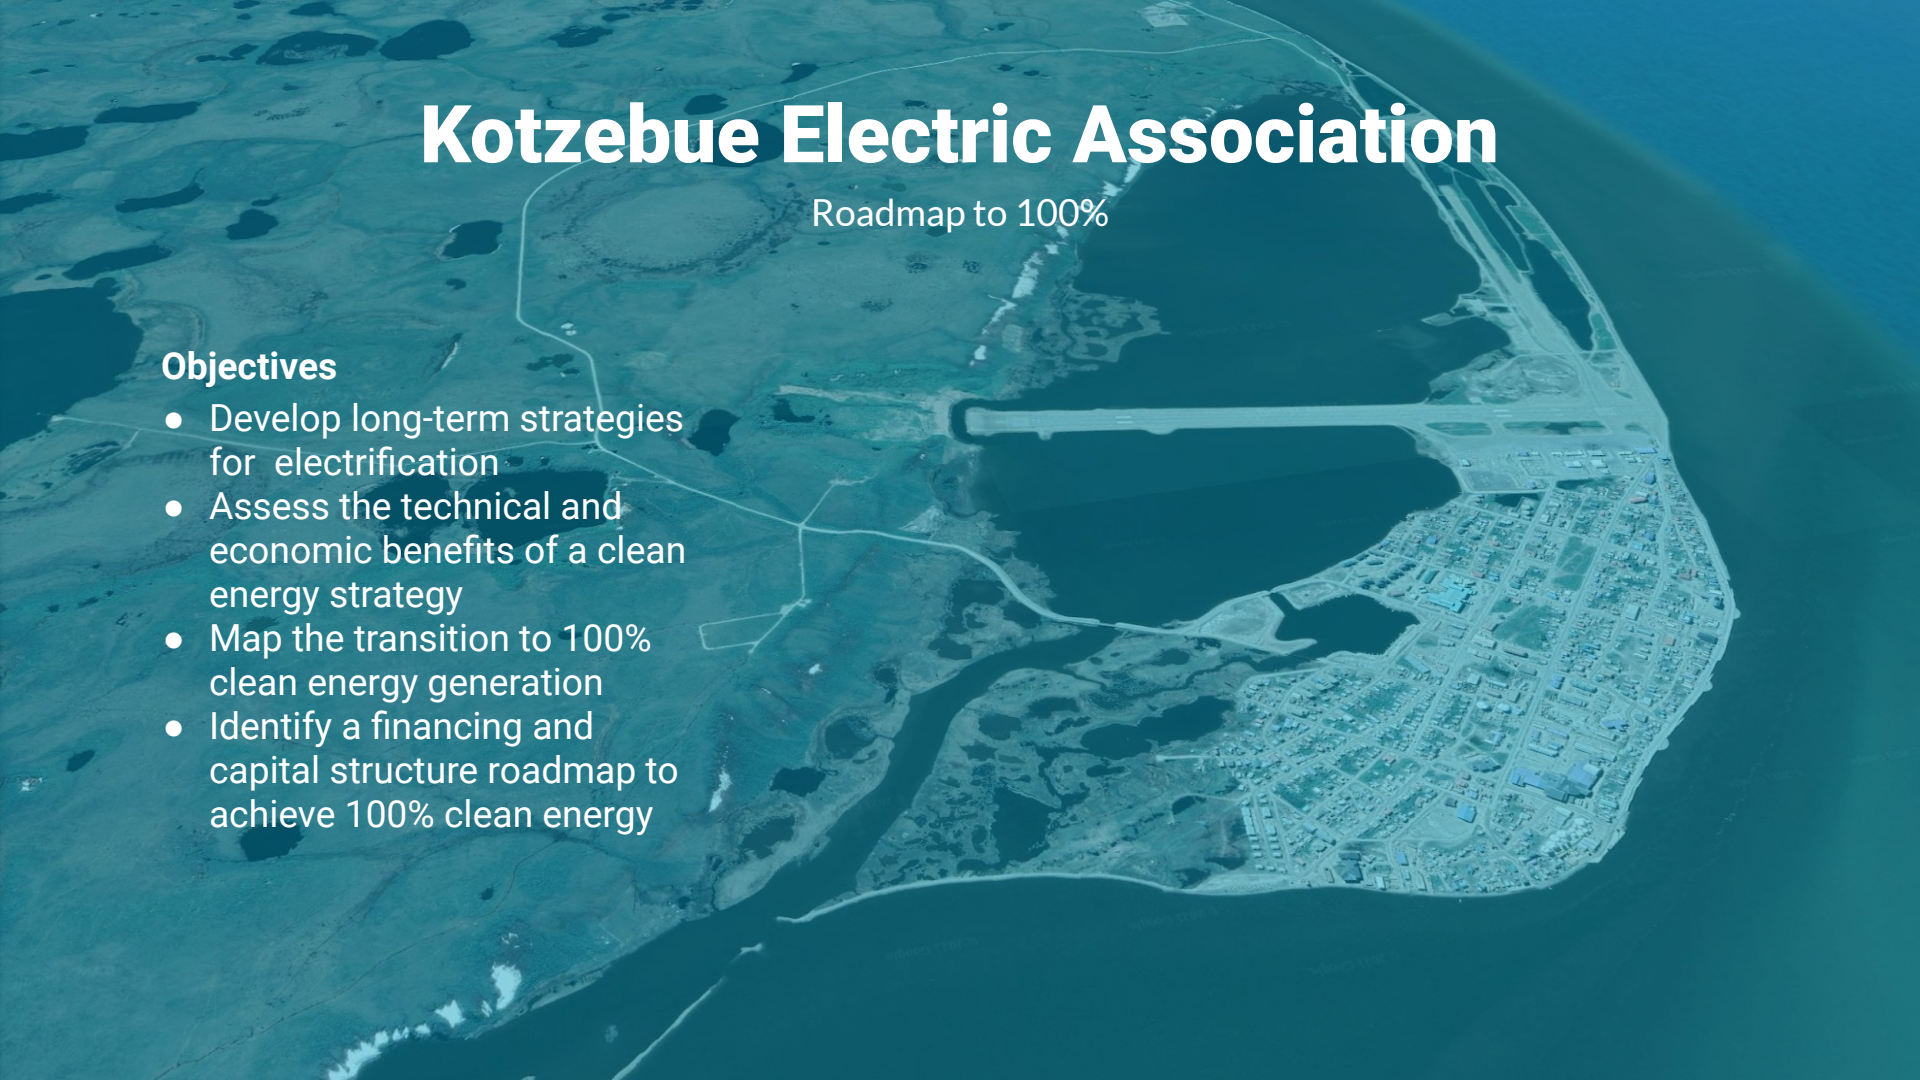 Kotzebue Electric Association
Roadmap to 100%
Objectives
● Develop long-term strategies
for  electrification
● Assess the technical and
economic benefits of a clean
energy strategy
● Map the transition to 100%
clean energy generation
● Identify a financing and
capital structure roadmap to
achieve 100% clean energy